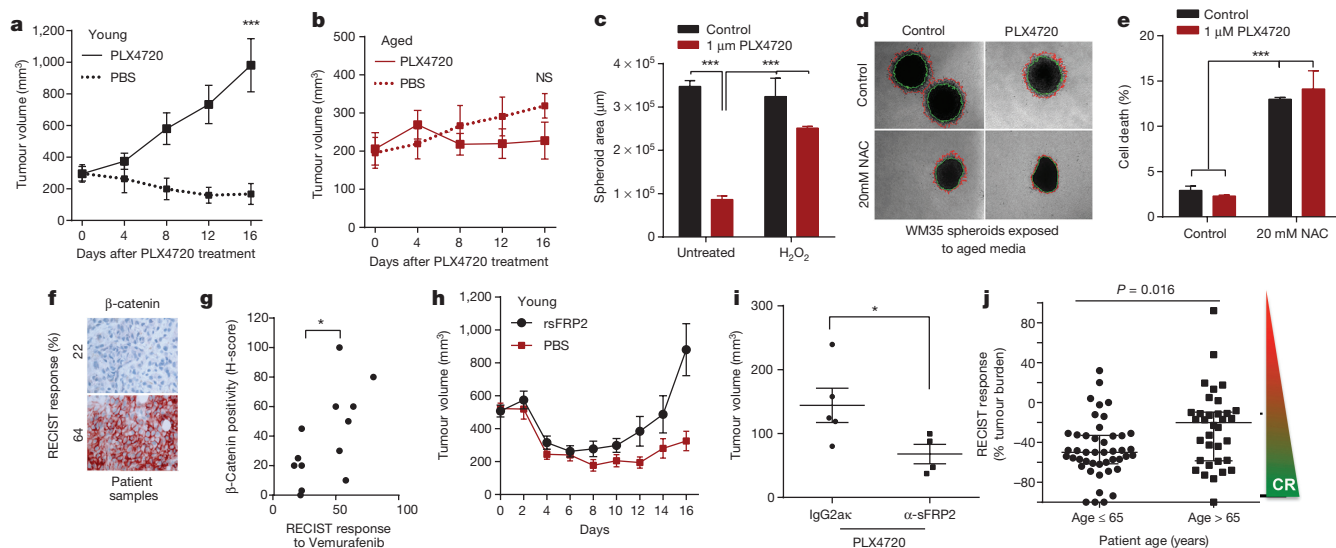 a
Young
PLX4720
PBS
***
Tumour volume (mm³)
1,200
1,000
800
600
400
200
0
0 4 8 12 16
Days after PLX4720 treatment
b
Aged
PLX4720
PBS
NS
Tumour volume (mm³)
500
400
300
200
100
0
0 4 8 12 16
Days after PLX4720 treatment
c
Control
1 μm PLX4720
*** ***
Spheroid area (μm)
4 × 10⁵
3 × 10⁵
2 × 10⁵
1 × 10⁵
0
Untreated H₂O₂
d
Control PLX4720
Control
20mM NAC
WM35 spheroids exposed
to aged media
e
Control
1 μM PLX4720
***
Cell death (%)
20
15
10
5
0
Control 20 mM NAC
f
β-catenin
RECIST response (%)
22
64
Patient
samples
g
*
β-Catenin positivity (H-score)
120
100
80
60
40
20
0
0 50 100
RECIST response
to Vemurafenib
h
Young
rsFRP2
PBS
Tumour volume (mm³)
1,200
1,000
800
600
400
200
0
0 2 4 6 8 10 12 14 16
Days
i
*
Tumour volume (mm³)
300
200
100
0
IgG2aκ α-sFRP2
PLX4720
j
P = 0.016
RECIST response
(% tumour burden)
80
40
0
−40
−80
Age ≤ 65 Age > 65
Patient age (years)
CR